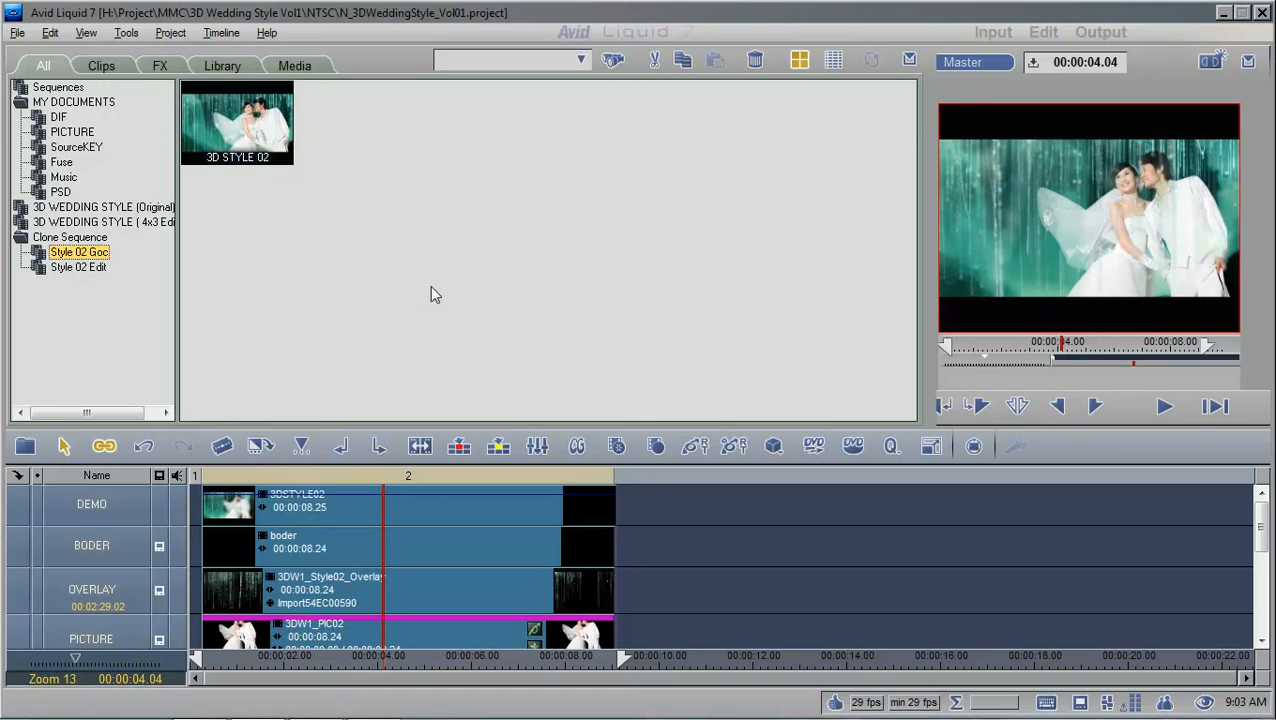 Avid Liquid 7 [H:\Project\MMC\3D Wedding Style Vol1\NTSC\N_3DWeddingStyle_Vol01.project]
File Edit View Tools Project Timeline Help
Avid Liquid 7
Input Edit Output
All Clips FX Library Media
Master 00:00:04.04
Sequences
MY DOCUMENTS
DIF
PICTURE
SourceKEY
Fuse
Music
PSD
3D WEDDING STYLE (Original)
3D WEDDING STYLE ( 4x3 Edi
Clone Sequence
Style 02 Goc
Style 02 Edit
3D STYLE 02
00:00:04.00 00:00:08.00
Name 1 2
DEMO
3DSTYLE02
00:00:08.25
BODER
boder
00:00:08.24
OVERLAY
00:02:29.02
3DW1_Style02_Overlay
00:00:08.24
Import54EC00590
PICTURE
3DW1_PIC02
00:00:08.24
00:00:02.00 00:00:04.00 00:00:06.00 00:00:08.00 00:00:10.00 00:00:12.00 00:00:14.00 00:00:16.00 00:00:18.00 00:00:20.00 00:00:22.00
Zoom 13 00:00:04.04
29 fps min 29 fps 9:03 AM